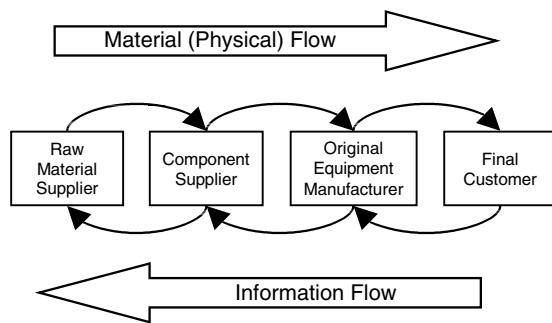 Material (Physical) Flow
Raw
Material
Supplier
Component
Supplier
Original
Equipment
Manufacturer
Final
Customer
Information Flow